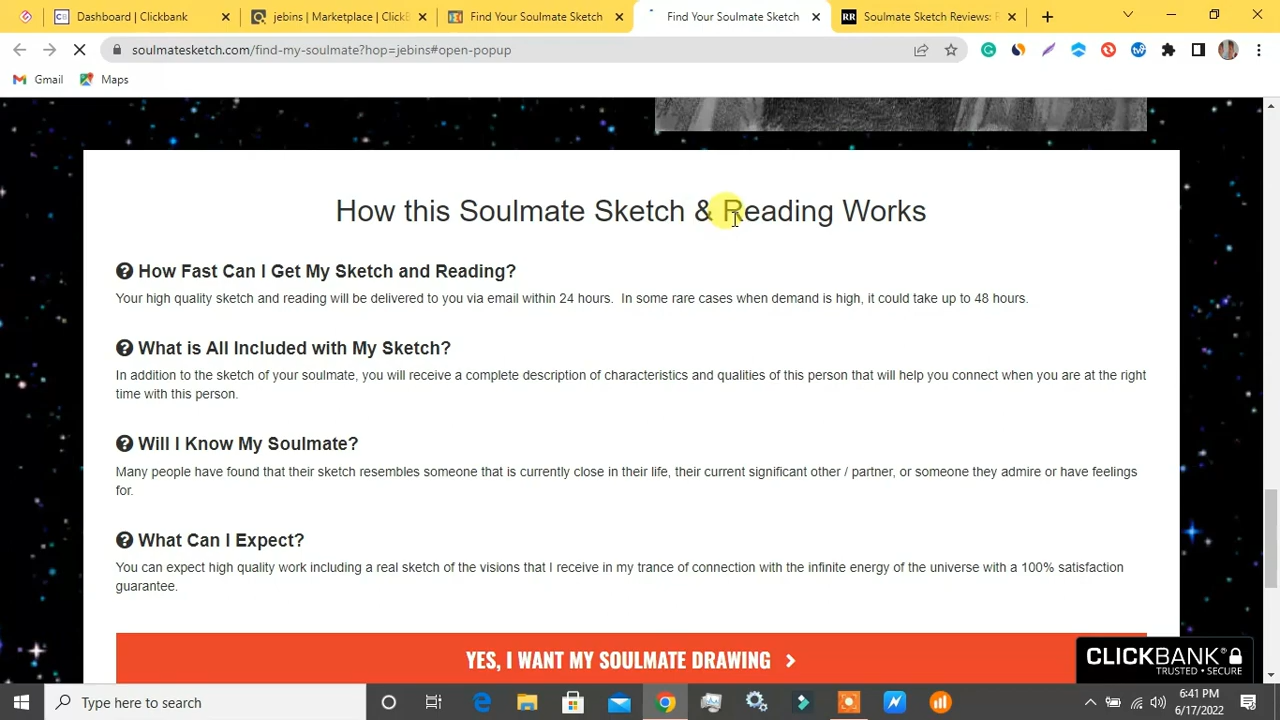 Dashboard | Clickbank
jebins | Marketplace | ClickB
Find Your Soulmate Sketch
Find Your Soulmate Sketch
RR Soulmate Sketch Reviews:
soulmatesketch.com/find-my-soulmate?hop=jebins#open-popup
Gmail Maps
How this Soulmate Sketch & Reading Works
How Fast Can I Get My Sketch and Reading?
Your high quality sketch and reading will be delivered to you via email within 24 hours. In some rare cases when demand is high, it could take up to 48 hours.
What is All Included with My Sketch?
In addition to the sketch of your soulmate, you will receive a complete description of characteristics and qualities of this person that will help you connect when you are at the right
time with this person.
Will I Know My Soulmate?
Many people have found that their sketch resembles someone that is currently close in their life, their current significant other / partner, or someone they admire or have feelings
for.
What Can I Expect?
You can expect high quality work including a real sketch of the visions that I receive in my trance of connection with the infinite energy of the universe with a 100% satisfaction
guarantee.
YES, I WANT MY SOULMATE DRAWING
CLICKBANK®
TRUSTED • SECURE
Type here to search
6:41 PM
6/17/2022